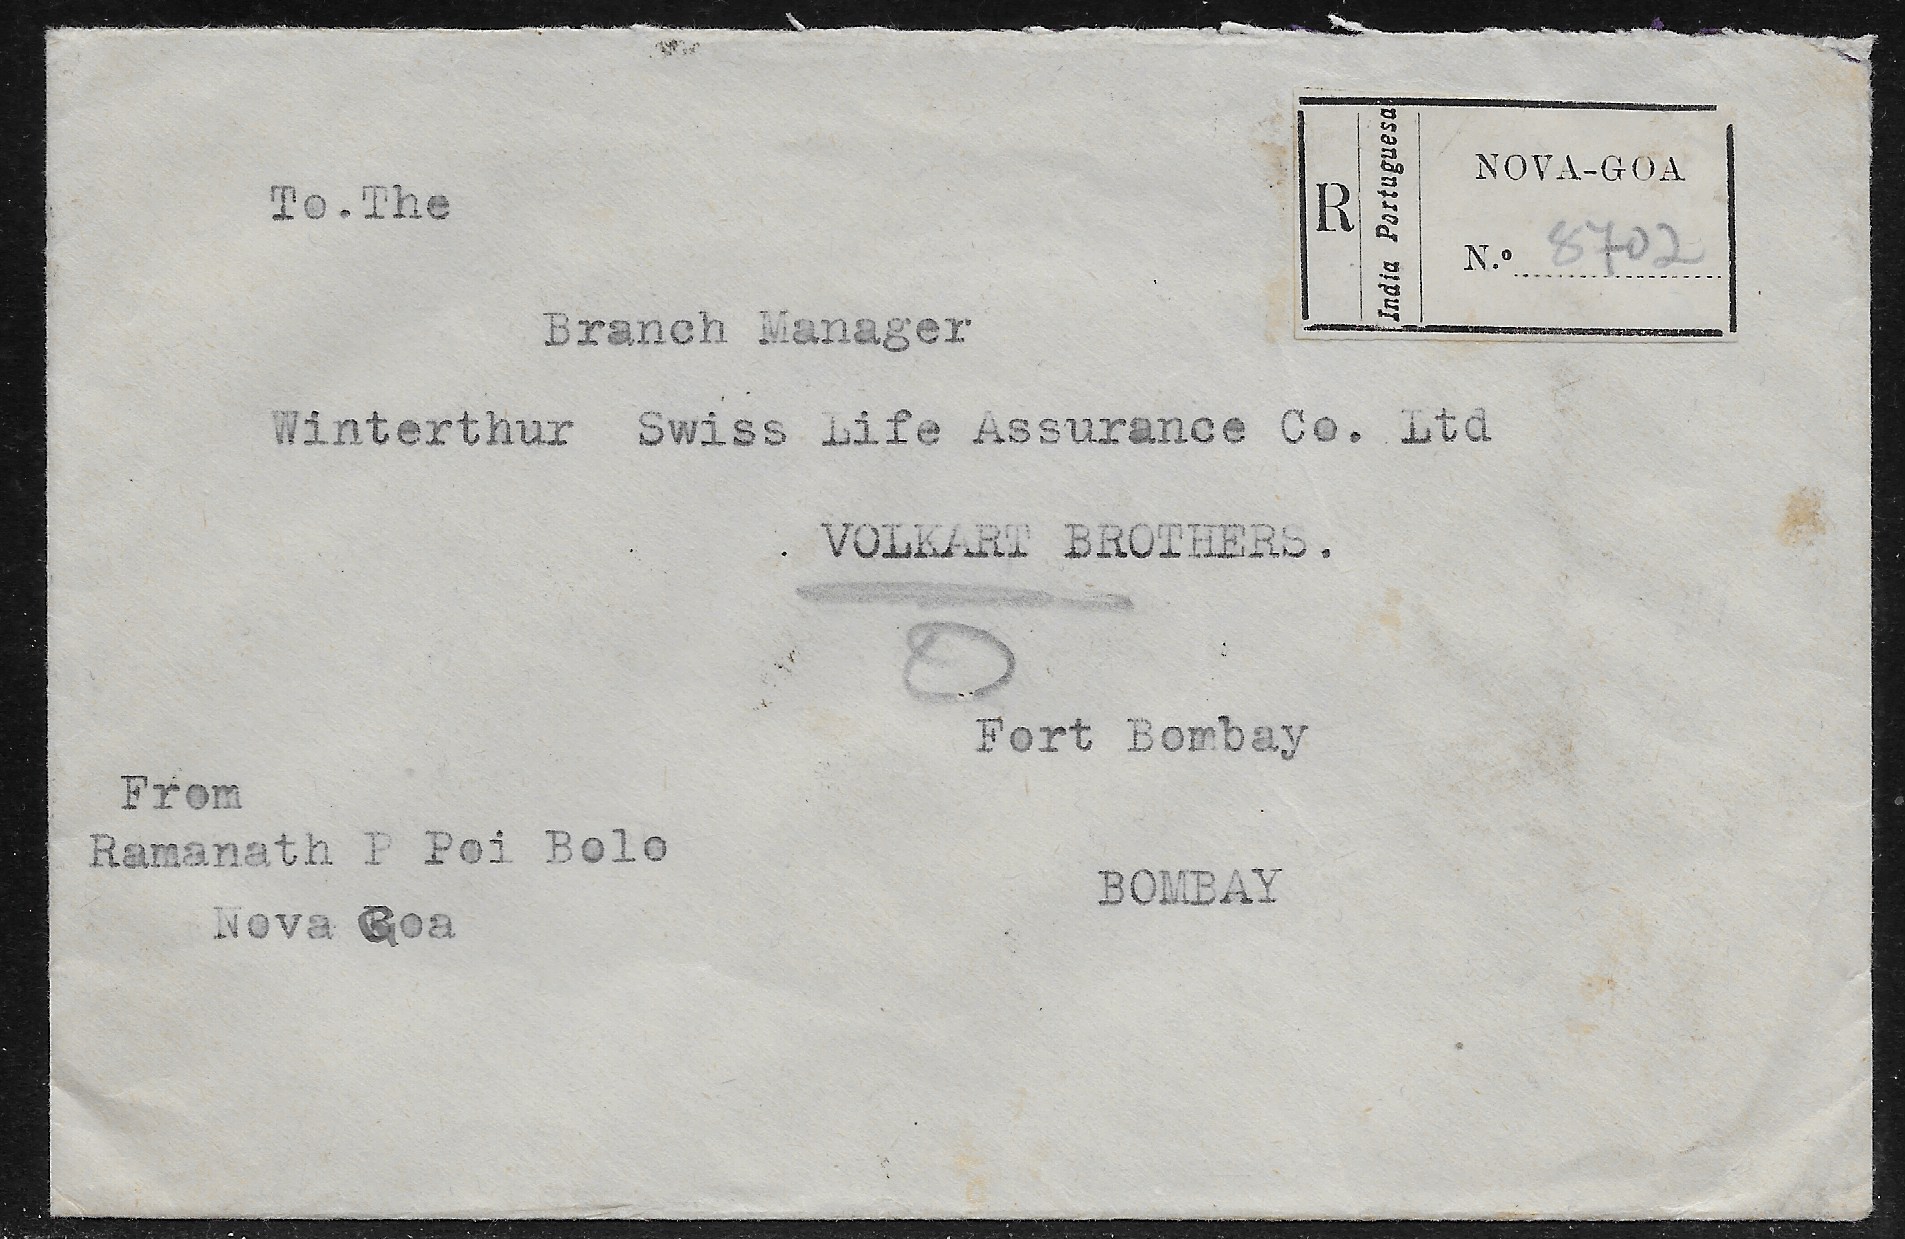 R
India Portuguesa
NOVA-GOA
N.º 8702
To.The
Branch Manager
Winterthur Swiss Life Assurance Co. Ltd
. VOLKART BROTHERS.
Fort Bombay
BOMBAY
From
Ramanath P Poi Bolo
Nova Goa